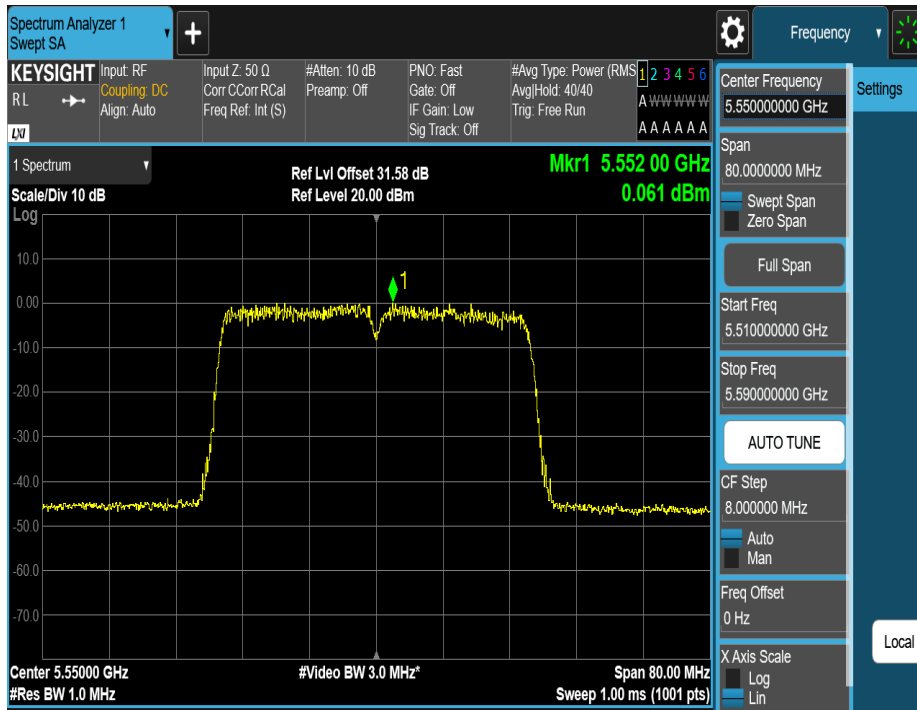 Spectrum Analyzer 1
Swept SA
+
Frequency
KEYSIGHT
R L
LXI
Input: RF
Coupling: DC
Align: Auto
Input Z: 50 Ω
Corr CCorr RCal
Freq Ref: Int (S)
#Atten: 10 dB
Preamp: Off
PNO: Fast
Gate: Off
IF Gain: Low
Sig Track: Off
#Avg Type: Power (RMS
Avg|Hold: 40/40
Trig: Free Run
1 2 3 4 5 6
A W W W W W
A A A A A A
1 Spectrum
Scale/Div 10 dB
Log
Ref Lvl Offset 31.58 dB
Ref Level 20.00 dBm
Mkr1 5.552 00 GHz
0.061 dBm
1
10.0
0.00
-10.0
-20.0
-30.0
-40.0
-50.0
-60.0
-70.0
Center 5.55000 GHz
#Res BW 1.0 MHz
#Video BW 3.0 MHz*
Span 80.00 MHz
Sweep 1.00 ms (1001 pts)
Center Frequency
5.550000000 GHz
Settings
Span
80.0000000 MHz
Swept Span
Zero Span
Full Span
Start Freq
5.510000000 GHz
Stop Freq
5.590000000 GHz
AUTO TUNE
CF Step
8.000000 MHz
Auto
Man
Freq Offset
0 Hz
X Axis Scale
Log
Lin
Local